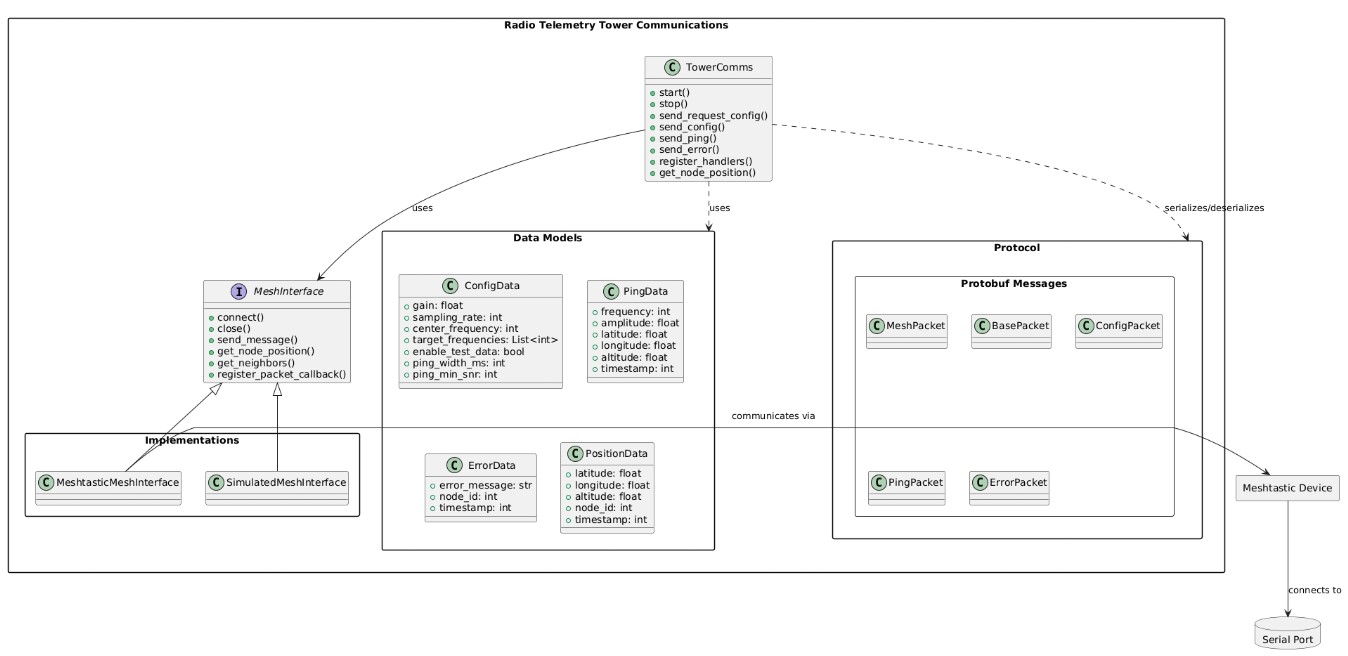 Radio Telemetry Tower Communications
C TowerComms
start()
stop()
send_request_config()
send_config()
send_ping()
send_error()
register_handlers()
get_node_position()
uses
uses
serializes/deserializes
I MeshInterface
connect()
close()
send_message()
get_node_position()
get_neighbors()
register_packet_callback()
Data Models
C ConfigData
gain: float
sampling_rate: int
center_frequency: int
target_frequencies: List<int>
enable_test_data: bool
ping_width_ms: int
ping_min_snr: int
C PingData
frequency: int
amplitude: float
latitude: float
longitude: float
altitude: float
timestamp: int
Protocol
Protobuf Messages
C MeshPacket
C BasePacket
C ConfigPacket
communicates via
Implementations
C MeshtasticMeshInterface
C SimulatedMeshInterface
C ErrorData
error_message: str
node_id: int
timestamp: int
C PositionData
latitude: float
longitude: float
altitude: float
node_id: int
timestamp: int
C PingPacket
C ErrorPacket
Meshtastic Device
connects to
Serial Port